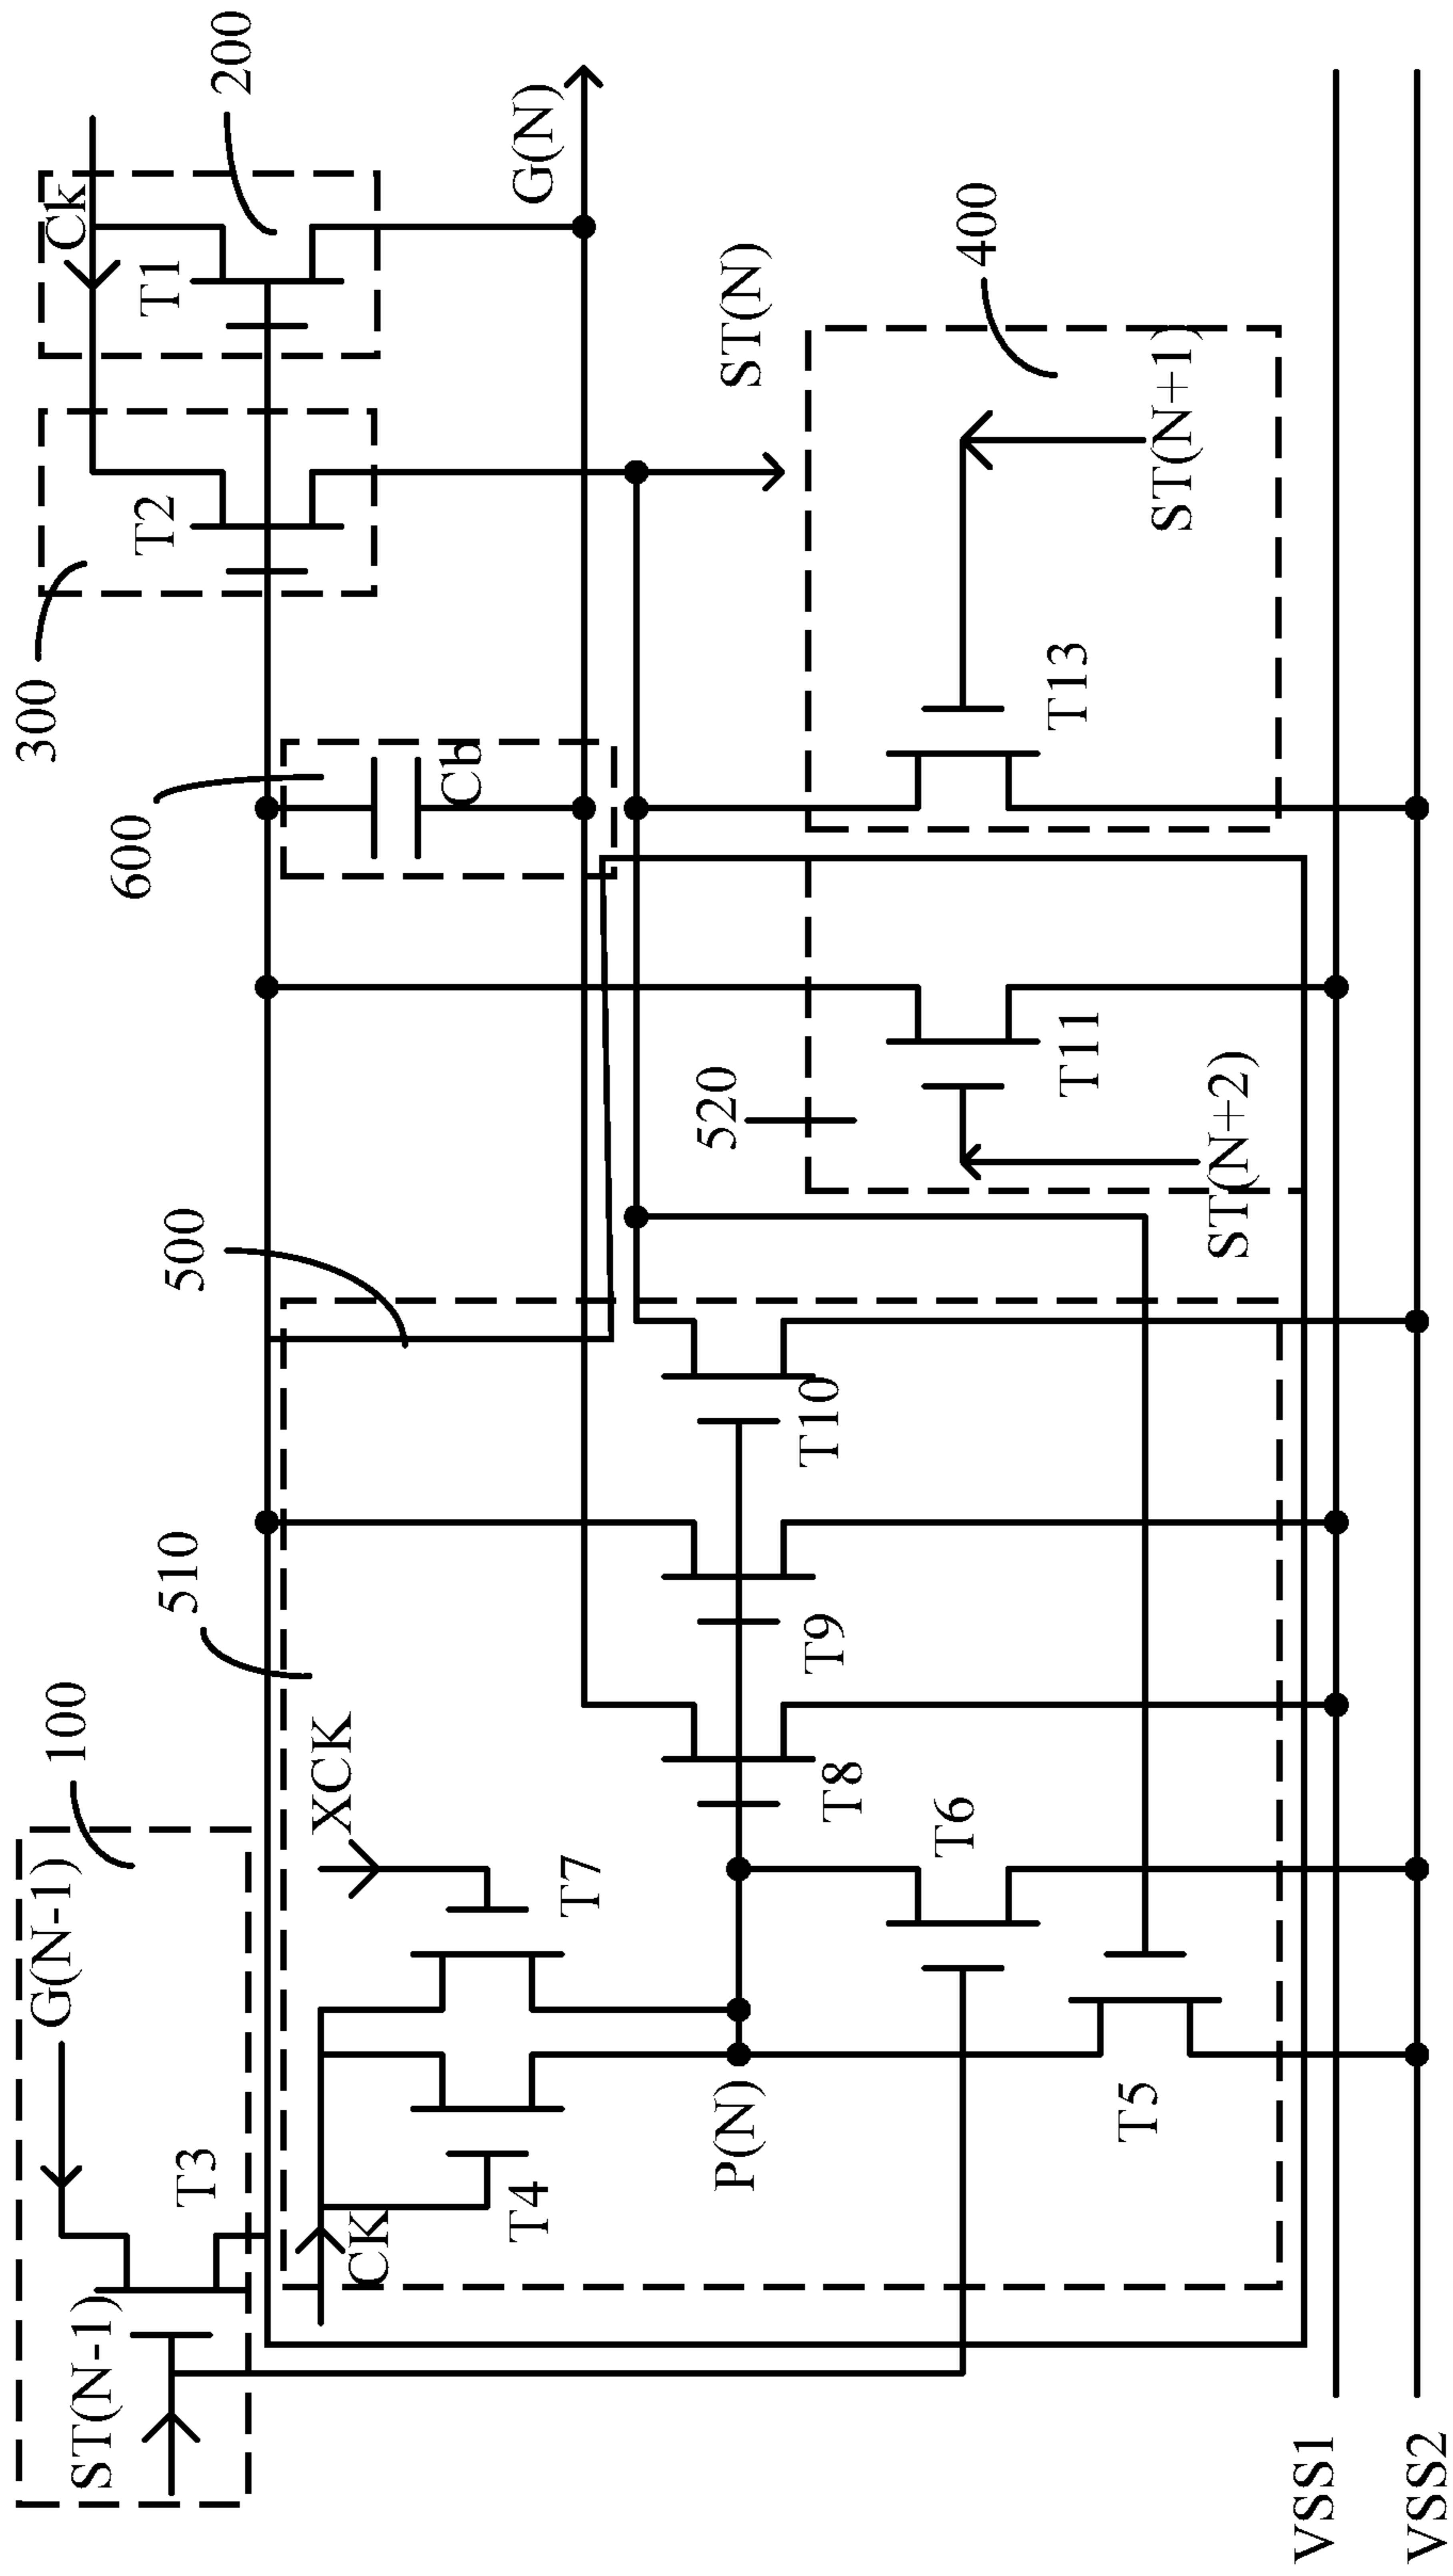 100
G(N-1)
ST(N-1)
T3
510
500
600
300
200
Ck
T2
T1
Cb
G(N)
XCK
CK
T4
T7
P(N)
T8
T9
T10
520
ST(N)
400
T6
T5
T11
T13
ST(N+2)
ST(N+1)
VSS1
VSS2